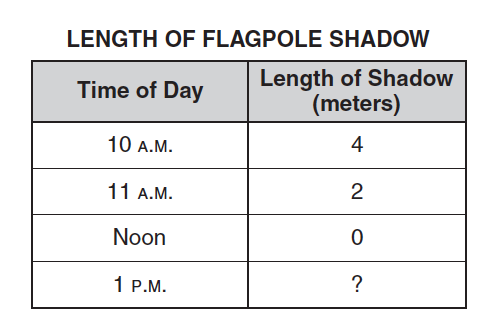 LENGTH OF FLAGPOLE SHADOW
Time of Day
Length of Shadow
(meters)
10 A.M.
4
11 A.M.
2
Noon
0
1 P.M.
?